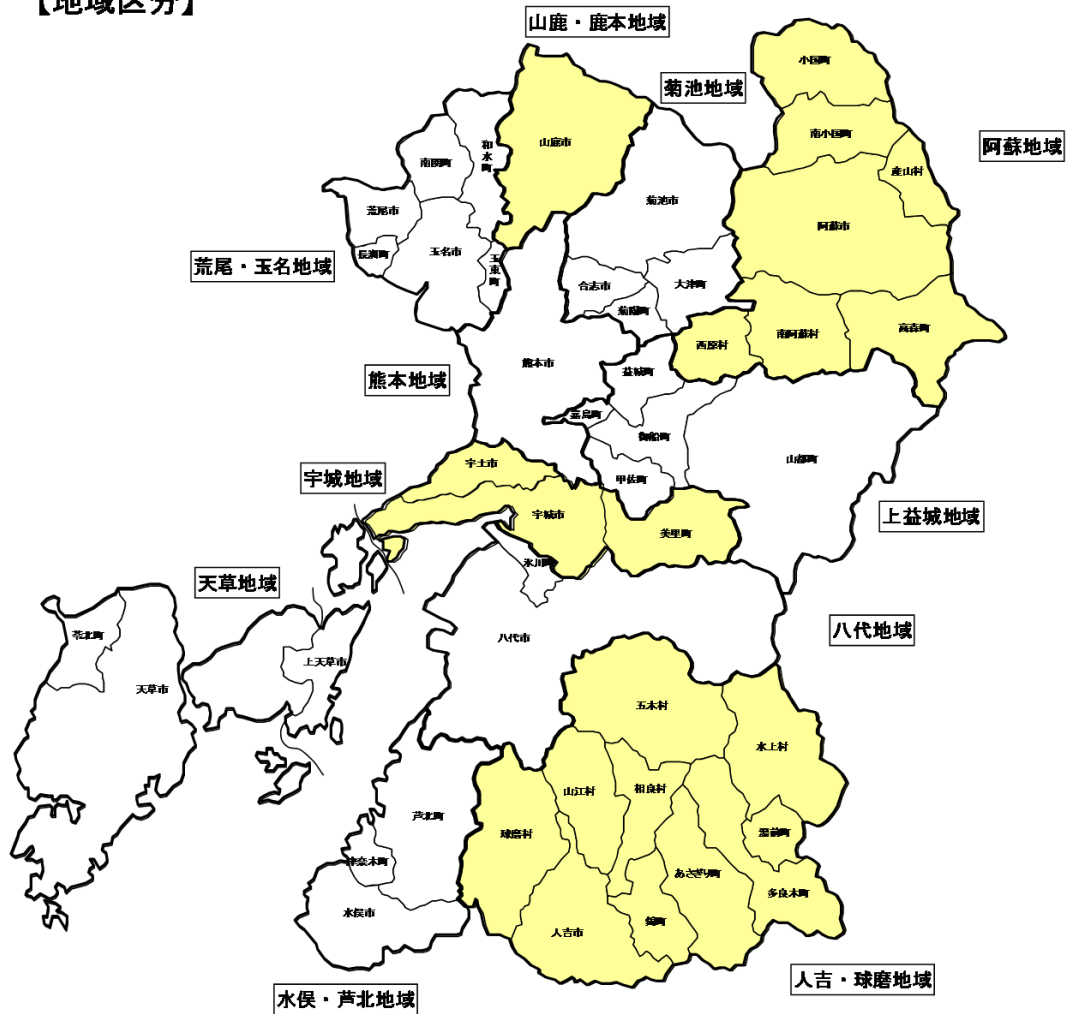 【地域区分】
山鹿・鹿本地域
菊池地域
阿蘇地域
荒尾・玉名地域
熊本地域
宇城地域
上益城地域
天草地域
八代地域
水俣・芦北地域
人吉・球磨地域
小国町
南小国町
産山村
山鹿市
和水町
南関町
荒尾市
長洲町
玉名市
玉東町
菊池市
阿蘇市
合志市
大津町
菊陽町
西原村
南阿蘇村
高森町
熊本市
益城町
嘉島町
御船町
甲佐町
山都町
宇土市
宇城市
美里町
氷川町
八代市
苓北町
天草市
上天草市
五木村
水上村
山江村
相良村
球磨村
湯前町
あさぎり町
多良木町
錦町
人吉市
芦北町
津奈木町
水俣市